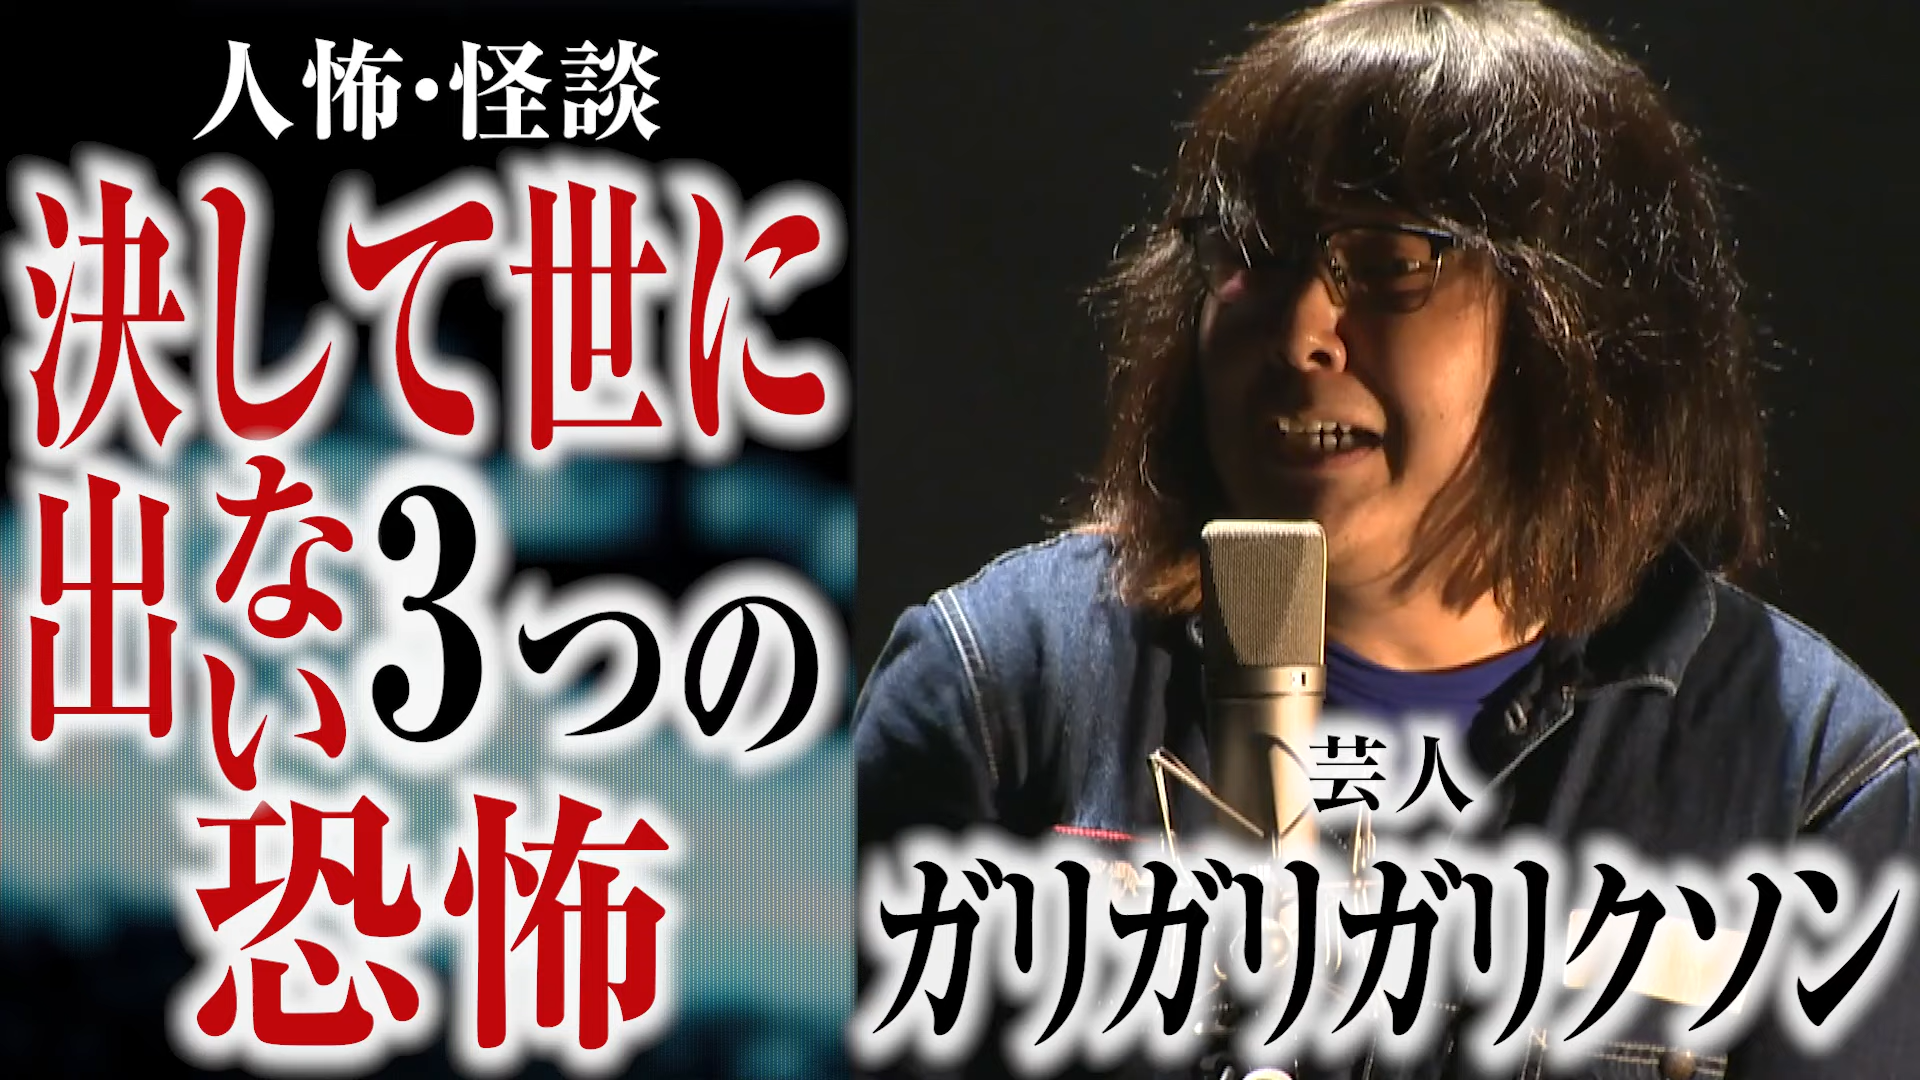 人怖・怪談
決して世に
出ない3つの
恐怖
芸人
ガリガリガリクソン